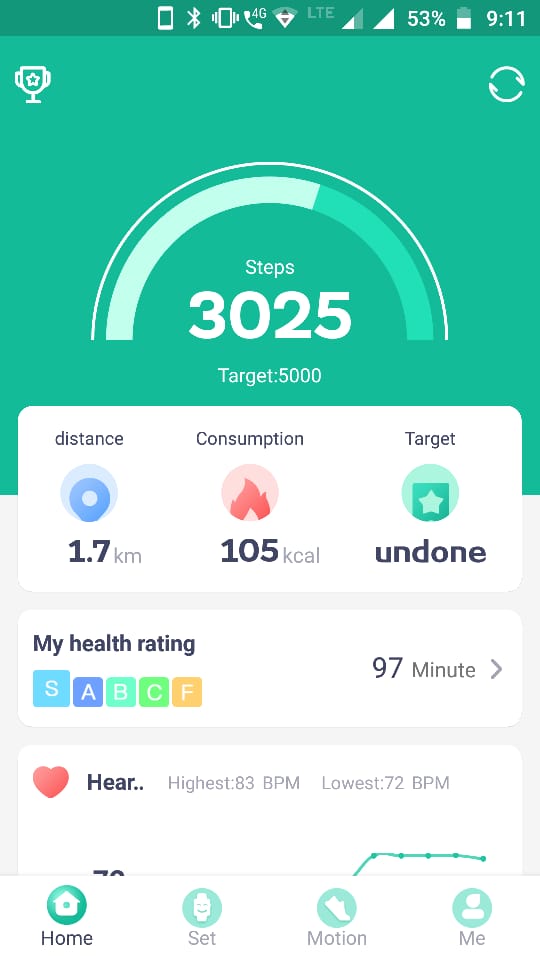 4G LTE 53% 9:11
Steps
3025
Target:5000
distance Consumption Target
1.7 km 105 kcal undone
My health rating
S A B C F
97 Minute
Hear.. Highest:83 BPM Lowest:72 BPM
Home Set Motion Me